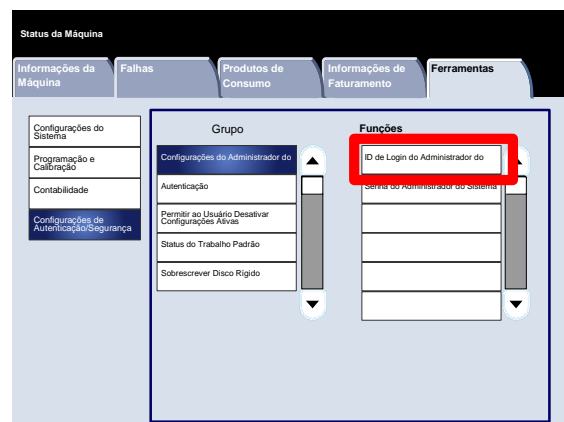 Status da Máquina
Informações da
Máquina
Falhas
Produtos de
Consumo
Informações de
Faturamento
Ferramentas
Configurações do
Sistema
Programação e
Calibração
Contabilidade
Configurações de
Autenticação/Segurança
Grupo
Configurações do Administrador do
Autenticação
Permitir ao Usuário Desativar
Configurações Ativas
Status do Trabalho Padrão
Sobrescrever Disco Rígido
Funções
ID de Login do Administrador do
Senha do Administrador do Sistema